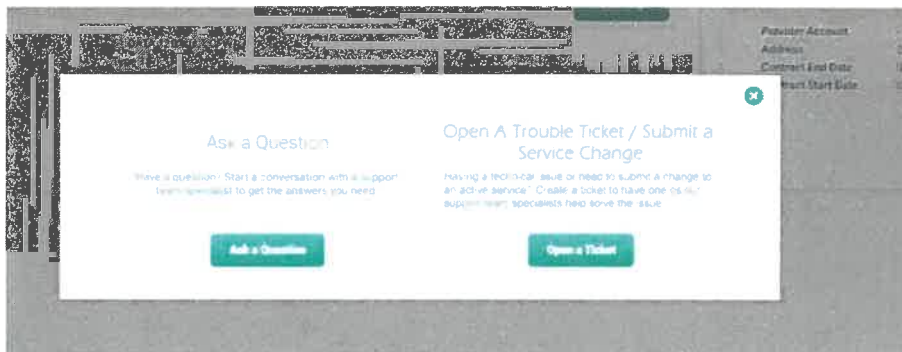 Provider Account
Address
Contract End Date
Start Date
Ask a Question
Open A Trouble Ticket / Submit a
Service Change
Have a question? Start a conversation with a support
team specialist to get the answers you need
Having a technical issue or need to submit a change to
an active service? Create a ticket to have one of our
support team specialists help solve the issue
Ask a Question
Open a Ticket